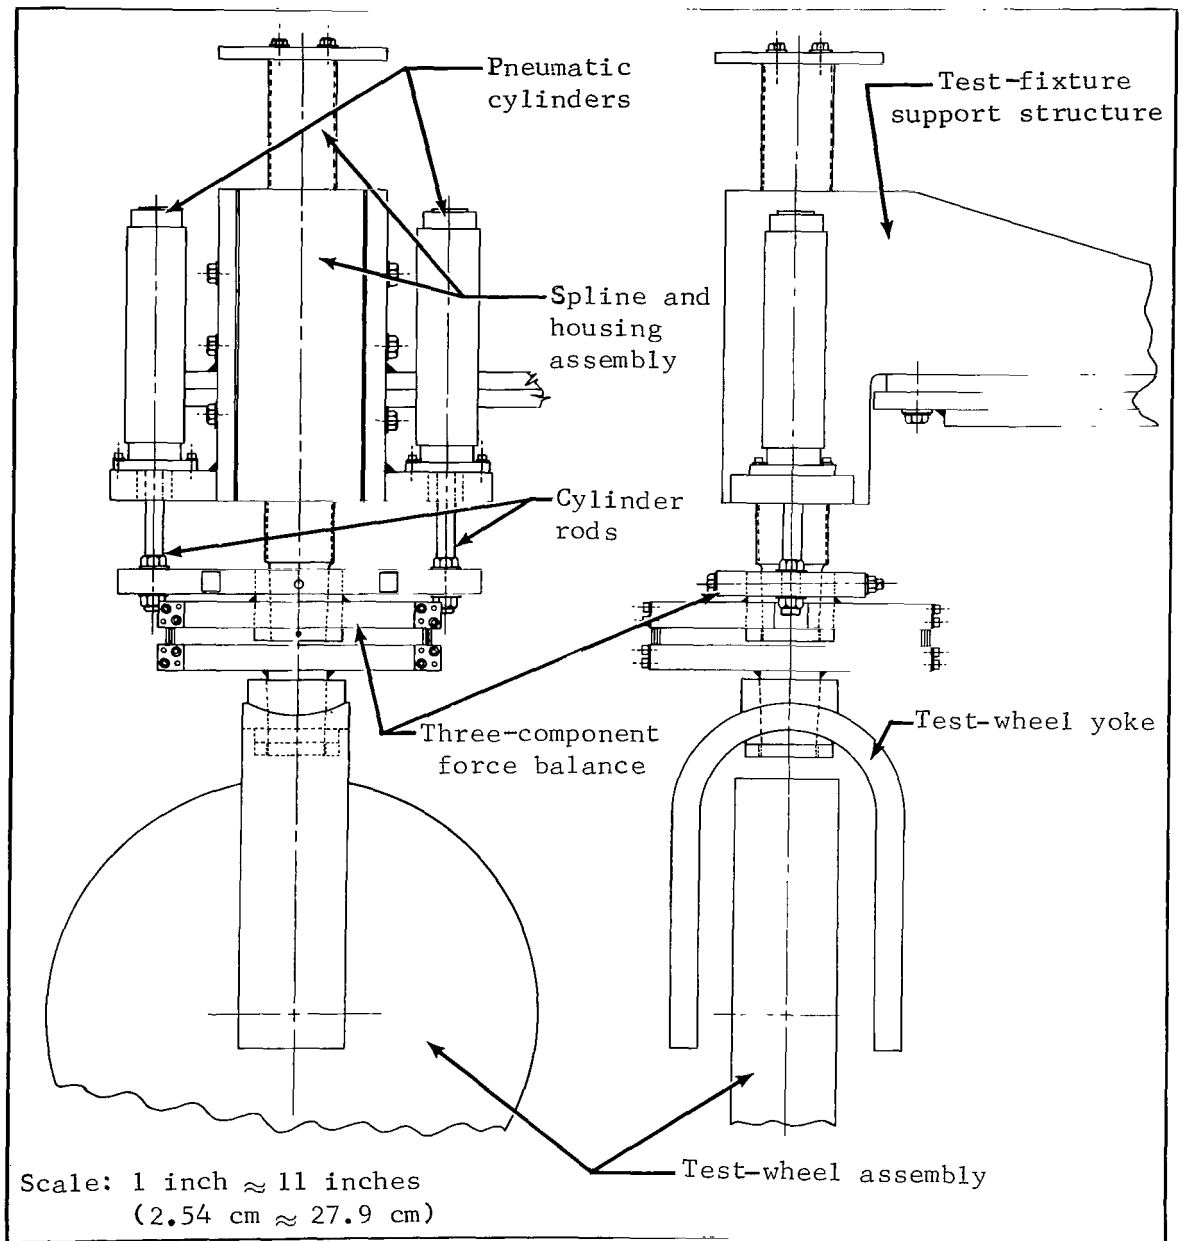 Pneumatic
cylinders
Test-fixture
support structure
Spline and
housing
assembly
Cylinder
rods
Test-wheel yoke
Three-component
force balance
Test-wheel assembly
Scale: 1 inch ≈ 11 inches
(2.54 cm ≈ 27.9 cm)